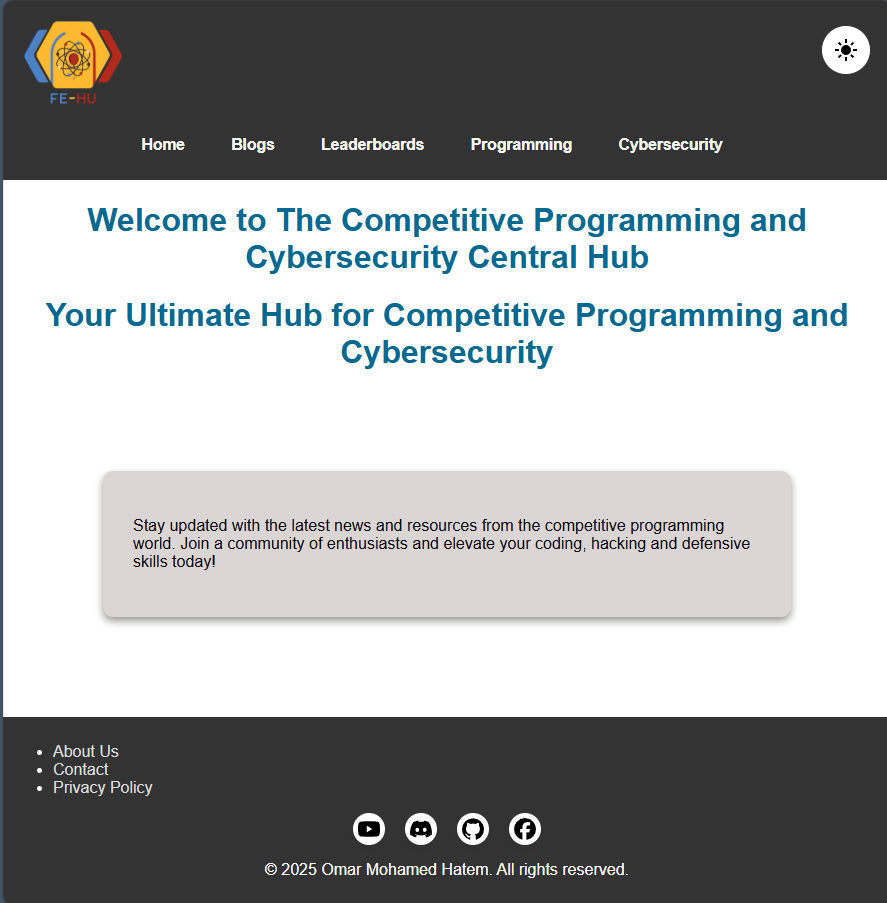 FE-HU
Home Blogs Leaderboards Programming Cybersecurity
Welcome to The Competitive Programming and
Cybersecurity Central Hub
Your Ultimate Hub for Competitive Programming and
Cybersecurity
Stay updated with the latest news and resources from the competitive programming
world. Join a community of enthusiasts and elevate your coding, hacking and defensive
skills today!
• About Us
• Contact
• Privacy Policy
© 2025 Omar Mohamed Hatem. All rights reserved.